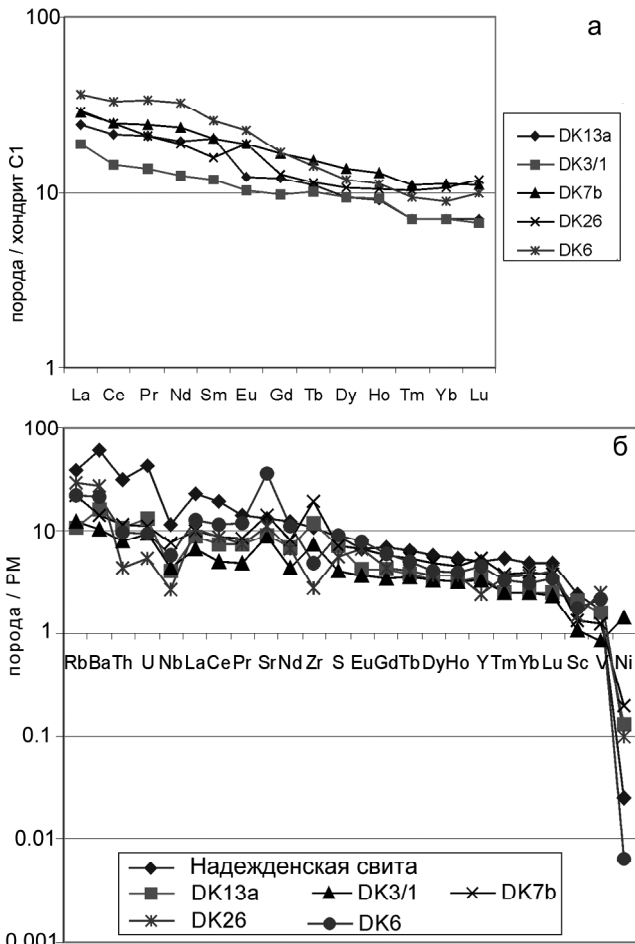 100
а
DK13a
DK3/1
DK7b
DK26
DK6
10
порода / хондрит C1
1
La Cc Pr Nd Sm Eu Gd Tb Dy Ho Tm Yb Lu
100
б
10
порода / PM
1
Rb Ba Th U Nb La Ce Pr Sr Nd Zr S Eu Gd Tb Dy Ho Y Tm Yb Lu Sc V Ni
0.1
0.01
Надежденская свита
DK13a DK3/1 DK7b
DK26 DK6
0.001